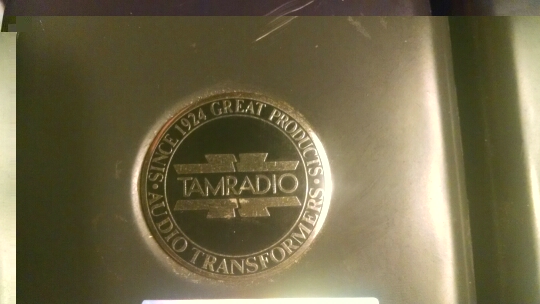 SINCE 1924 GREAT PRODUCTS
TAMRADIO
AUDIO TRANSFORMERS